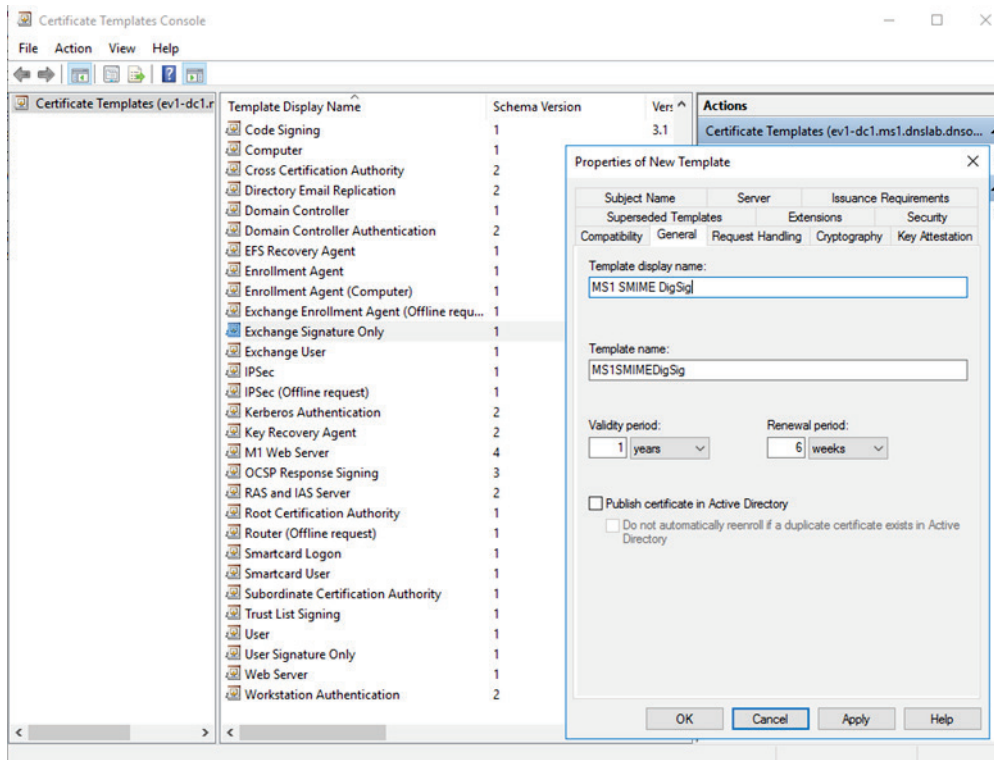 Certificate Templates Console
File Action View Help
Certificate Templates (ev1-dc1.r
Template Display Name Schema Version Vers
Code Signing 1 3.1
Computer 1
Cross Certification Authority 2
Directory Email Replication 2
Domain Controller 1
Domain Controller Authentication 2
EFS Recovery Agent 1
Enrollment Agent 1
Enrollment Agent (Computer) 1
Exchange Enrollment Agent (Offline requ... 1
Exchange Signature Only 1
Exchange User 1
IPSec 1
IPSec (Offline request) 1
Kerberos Authentication 2
Key Recovery Agent 2
M1 Web Server 4
OCSP Response Signing 3
RAS and IAS Server 2
Root Certification Authority 1
Router (Offline request) 1
Smartcard Logon 1
Smartcard User 1
Subordinate Certification Authority 1
Trust List Signing 1
User 1
User Signature Only 1
Web Server 1
Workstation Authentication 2
Actions
Certificate Templates (ev1-dc1.ms1.dnslab.dnso...
Properties of New Template
Subject Name Server Issuance Requirements
Superseded Templates Extensions Security
Compatibility General Request Handling Cryptography Key Attestation
Template display name:
MS1 SMIME DigSig
Template name:
MS1SMIMEDigSig
Validity period: Renewal period:
1 years 6 weeks
Publish certificate in Active Directory
Do not automatically reenroll if a duplicate certificate exists in Active
Directory
OK Cancel Apply Help